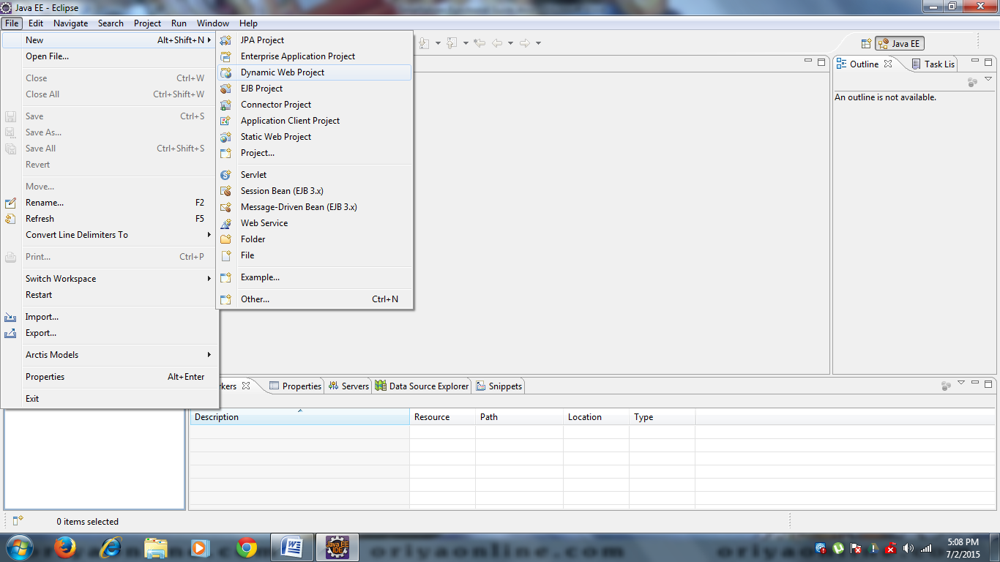 Java EE - Eclipse
File Edit Navigate Search Project Run Window Help
New Alt+Shift+N
Open File...
Close Ctrl+W
Close All Ctrl+Shift+W
Save Ctrl+S
Save As...
Save All Ctrl+Shift+S
Revert
Move...
Rename... F2
Refresh F5
Convert Line Delimiters To
Print... Ctrl+P
Switch Workspace
Restart
Import...
Export...
Arctis Models
Properties Alt+Enter
Exit
JPA Project
Enterprise Application Project
Dynamic Web Project
EJB Project
Connector Project
Application Client Project
Static Web Project
Project...
Servlet
Session Bean (EJB 3.x)
Message-Driven Bean (EJB 3.x)
Web Service
Folder
File
Example...
Other... Ctrl+N
Java EE
Outline Task Lis
An outline is not available.
rkers Properties Servers Data Source Explorer Snippets
Description Resource Path Location Type
0 items selected
Java EE
IDE
oriyaonline.com
5:08 PM
7/2/2015